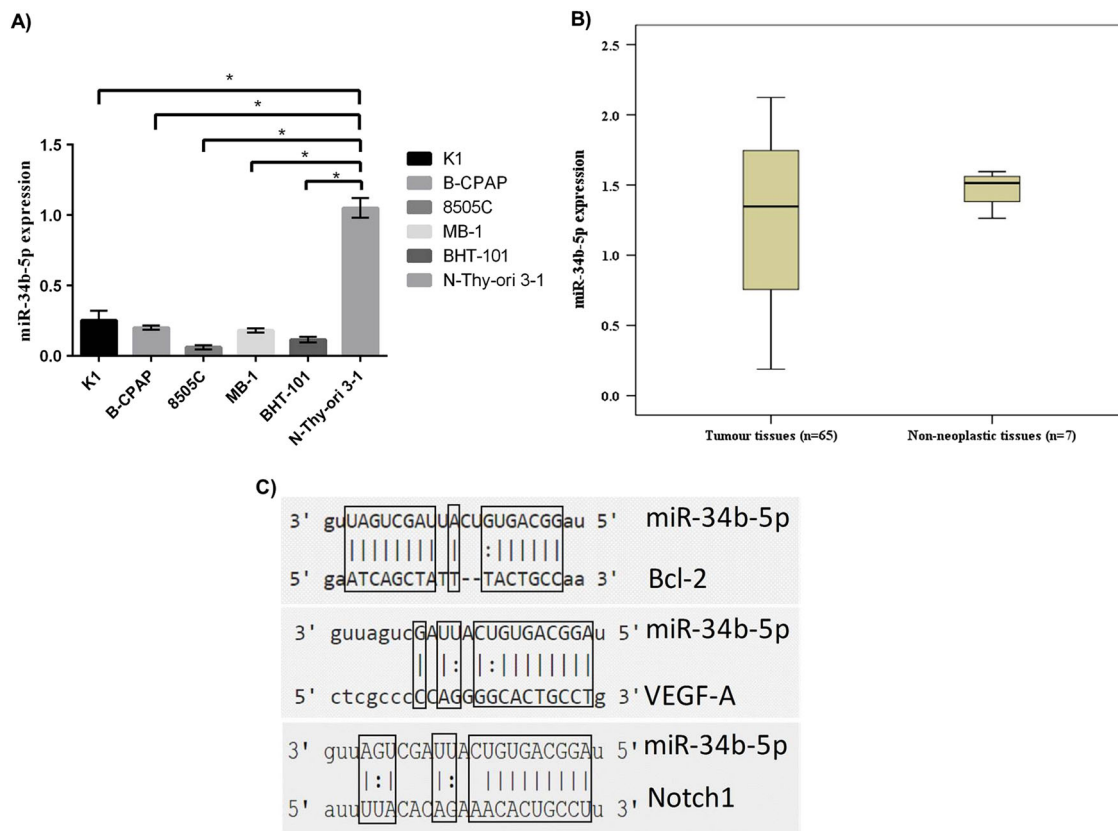 A)
*
*
*
*
*
miR-34b-5p expression
1.5
1.0
0.5
0.0
K1
B-CPAP
8505C
MB-1
BHT-101
N-Thy-ori 3-1
K1
B-CPAP
8505C
MB-1
BHT-101
N-Thy-ori 3-1
B)
miR-34b-5p expression
2.5
2.0
1.5
1.0
1.5
0.0
Tumour tissues (n=65)
Non-neoplastic tissues (n=7)
C)
3' guUAGUCGAUUACUGUGACGGau 5' miR-34b-5p
|||||||| | :||||||
5' gaATCAGCTATT--TACTGCCaa 3' Bcl-2
3' guuagucGAUUACUGUGACGGAu 5' miR-34b-5p
| |: |:||||||||
5' ctcgcccCCAGGGGCACTGCCTg 3' VEGF-A
3' guuAGUCGAUUACUGUGACGGAu 5' miR-34b-5p
|:| |: |||||||||
5' auuUUACACAGAAACACUGCCUu 3' Notch1